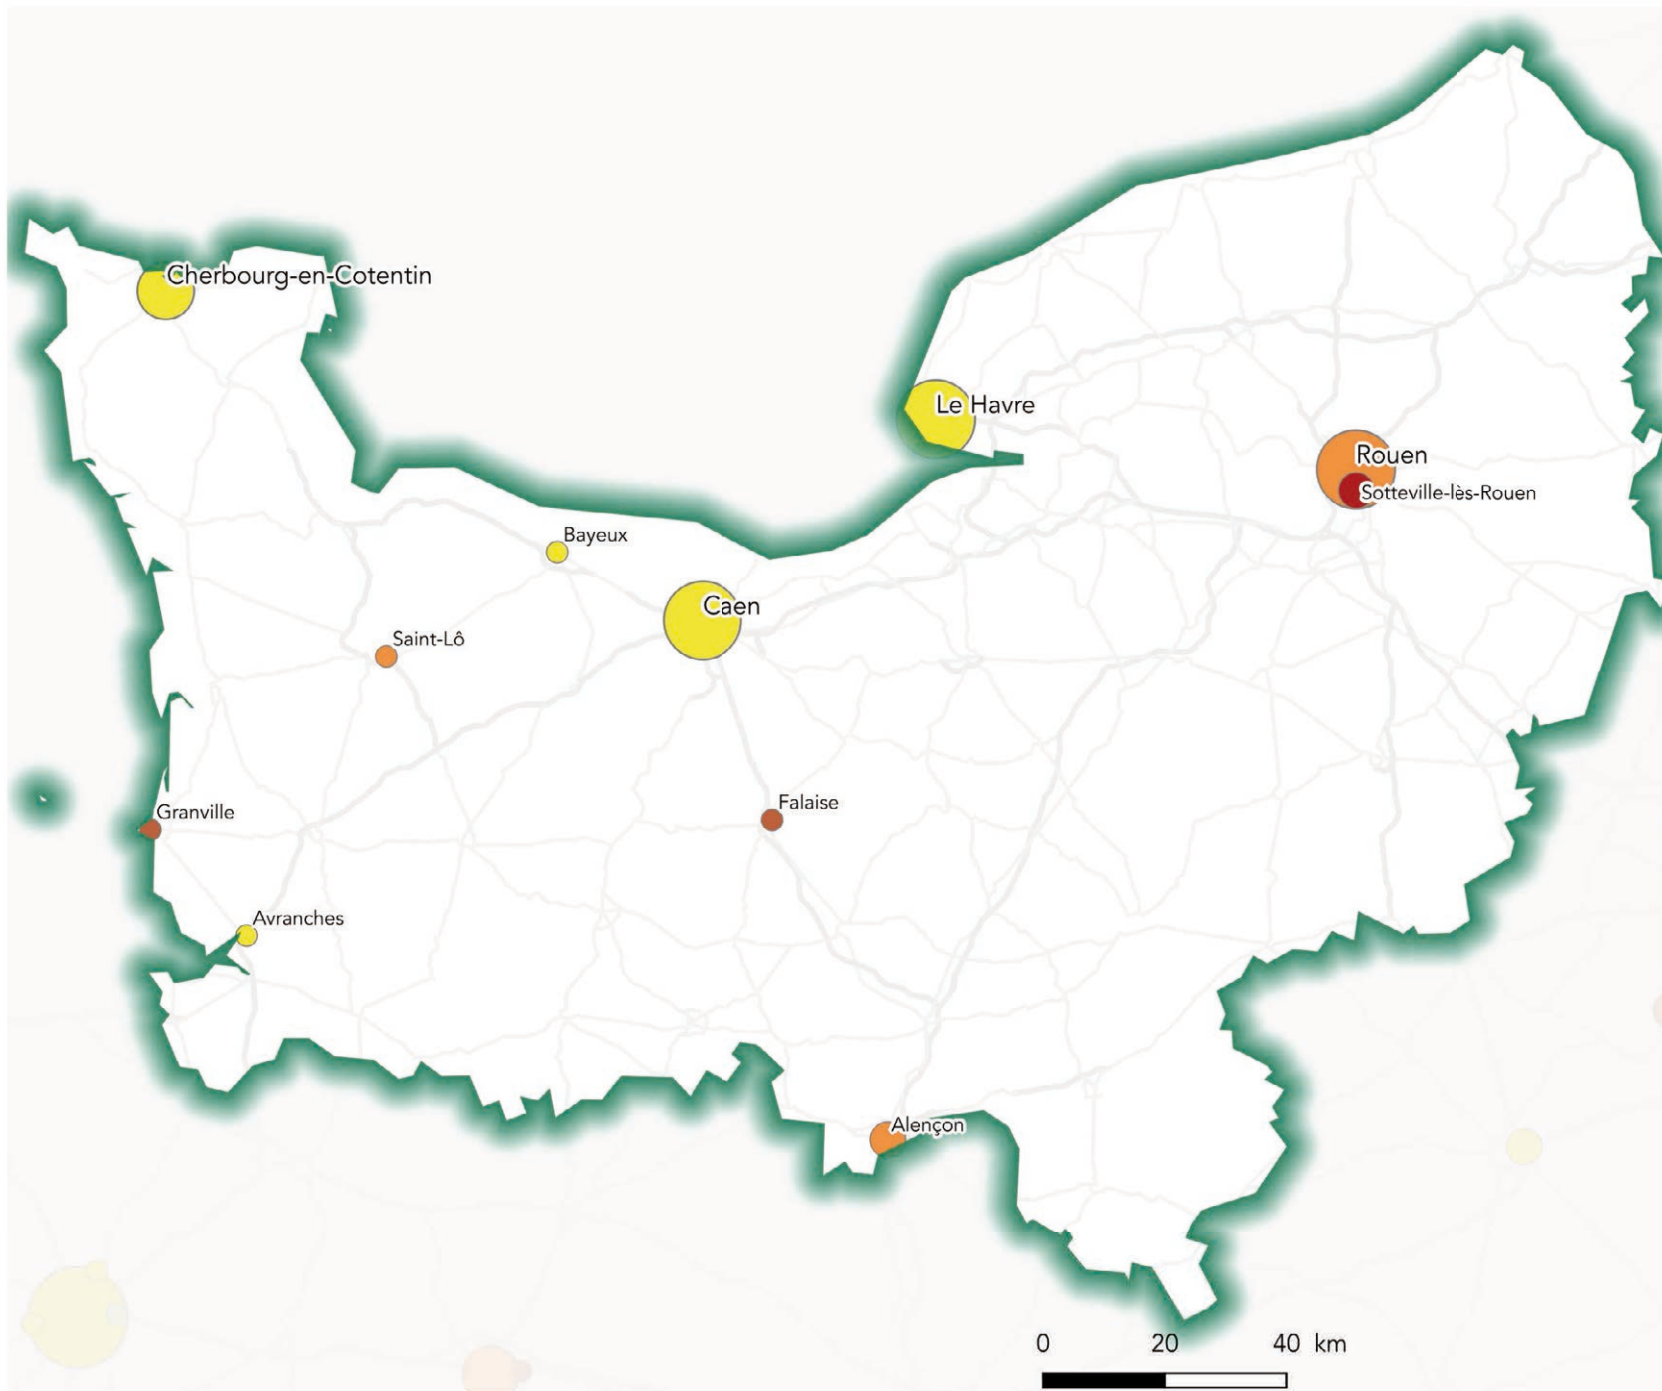 Cherbourg-en-Cotentin
Le Havre
Rouen
Sotteville-lès-Rouen
Bayeux
Caen
Saint-Lô
Falaise
Granville
Avranches
Alençon
0 20 40 km